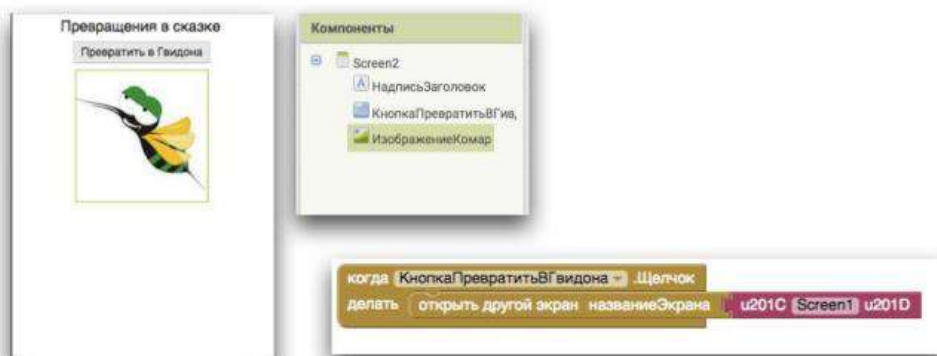 Превращения в сказке
Превратить в Гвидона
Компоненты
Screen2
A НадписьЗаголовок
КнопкаПревратитьВГив,
ИзображениеКомар
когда КнопкаПревратитьВГвидона .Щелчок
делать открыть другой экран названиеЭкрана u201C Screen1 u201D